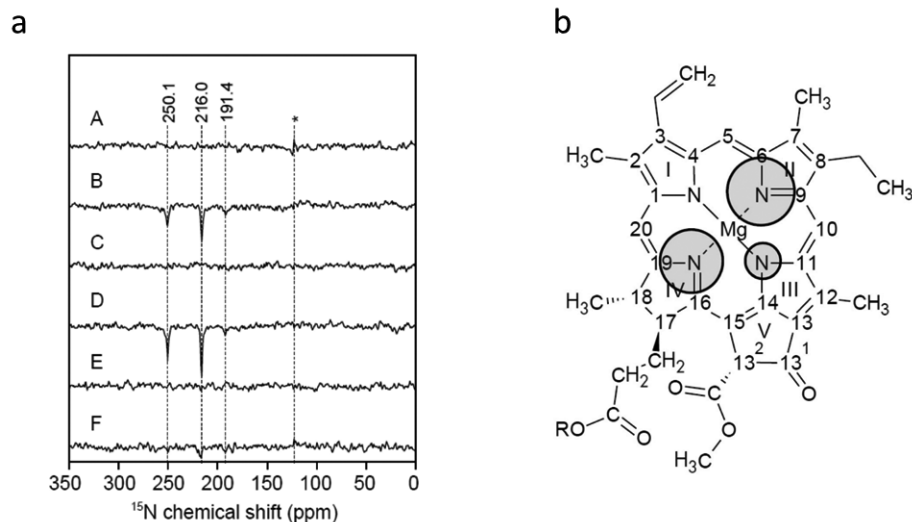 a
250.1
216.0
191.4
*
A
B
C
D
E
F
350 300 250 200 150 100 50 0
15N chemical shift (ppm)
b
CH2
CH3
3 4 5 6 7
H3C 2 I II 8
1 N N 9
CH3
20 Mg 10
19 N N 11
IV III
H3C 18 16 14 12 CH3
17 15 V 13
CH2 13 2 13 1
CH2 O C O
RO C O O
H3C